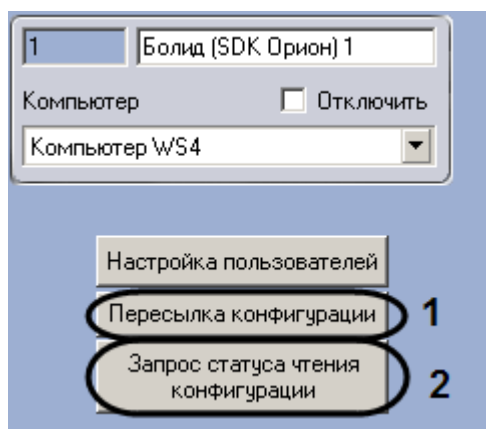 1 Болид (SDK Орион) 1
Компьютер Отключить
Компьютер WS4
Настройка пользователей
Пересылка конфигурации 1
Запрос статуса чтения
конфигурации 2